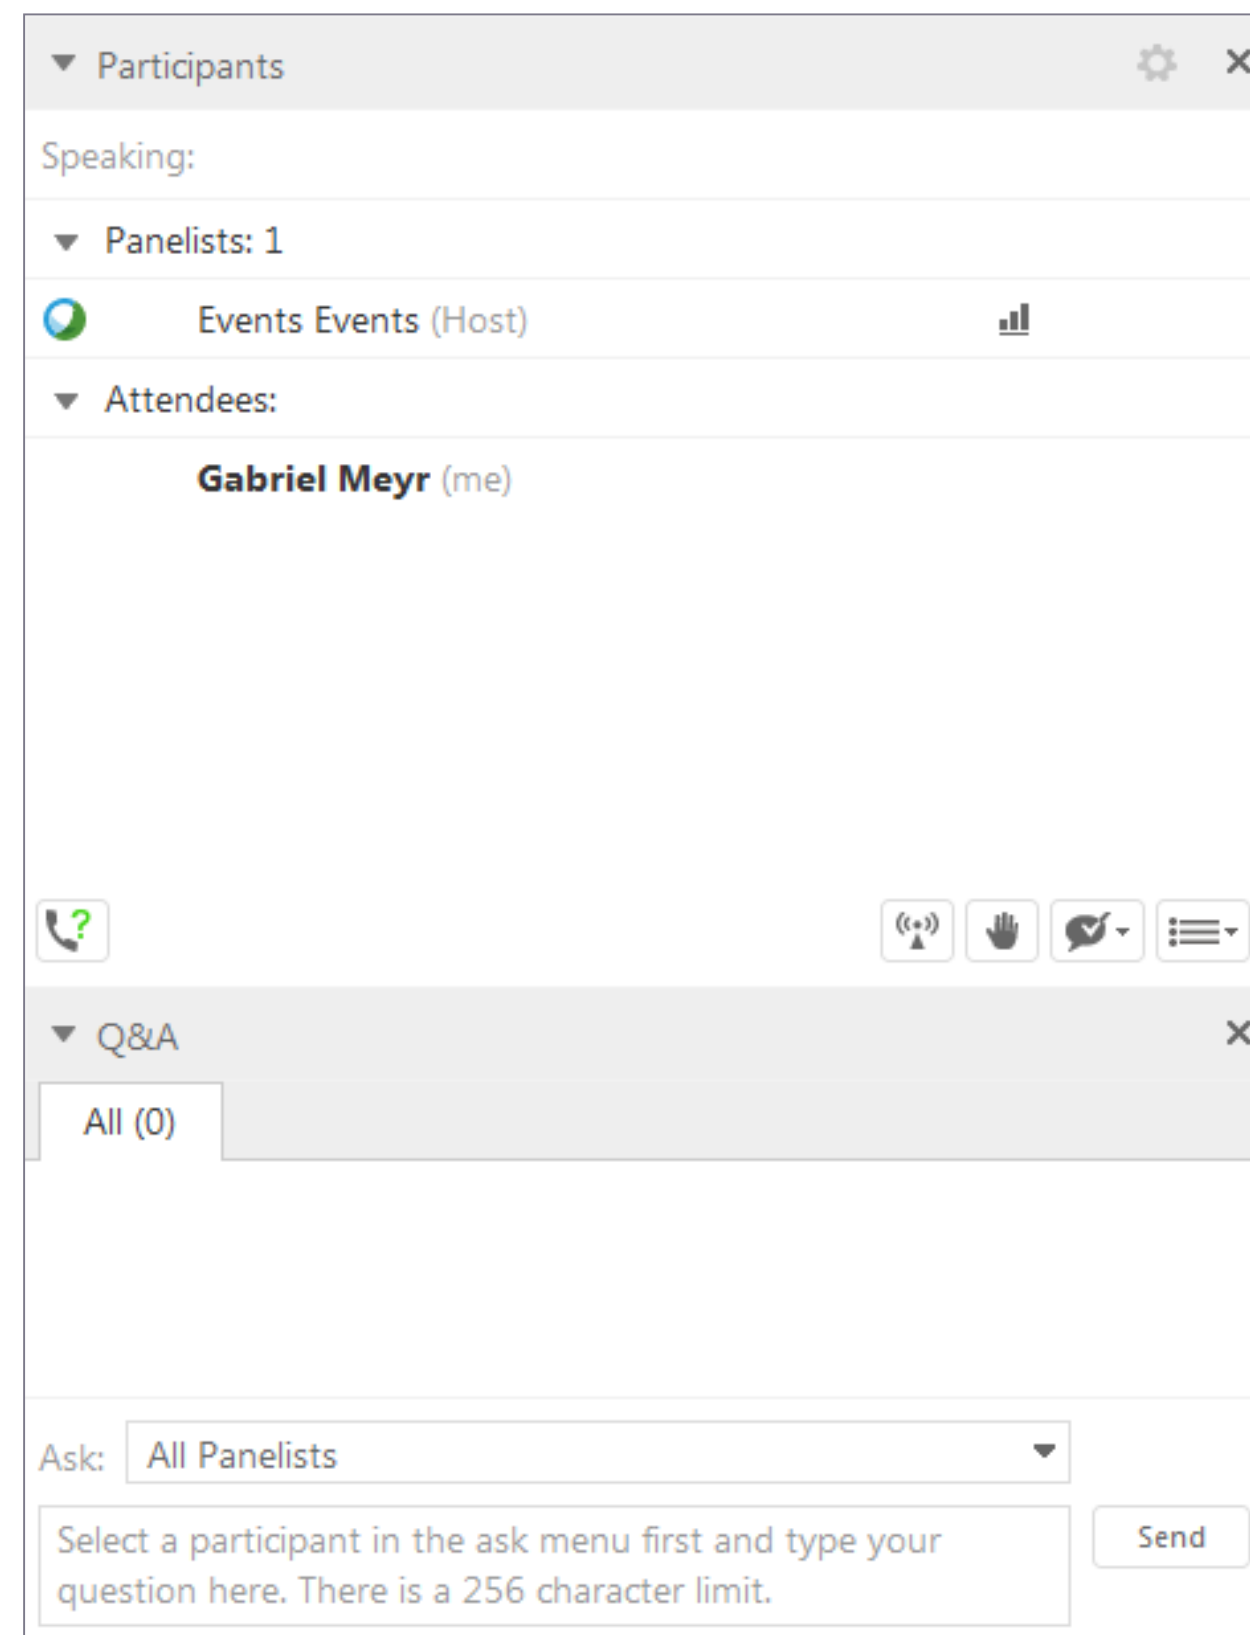 Participants
Speaking:
Panelists: 1
Events Events (Host)
Attendees:
Gabriel Meyr (me)
?
Q&A
All (0)
Ask: All Panelists
Select a participant in the ask menu first and type your
question here. There is a 256 character limit.
Send